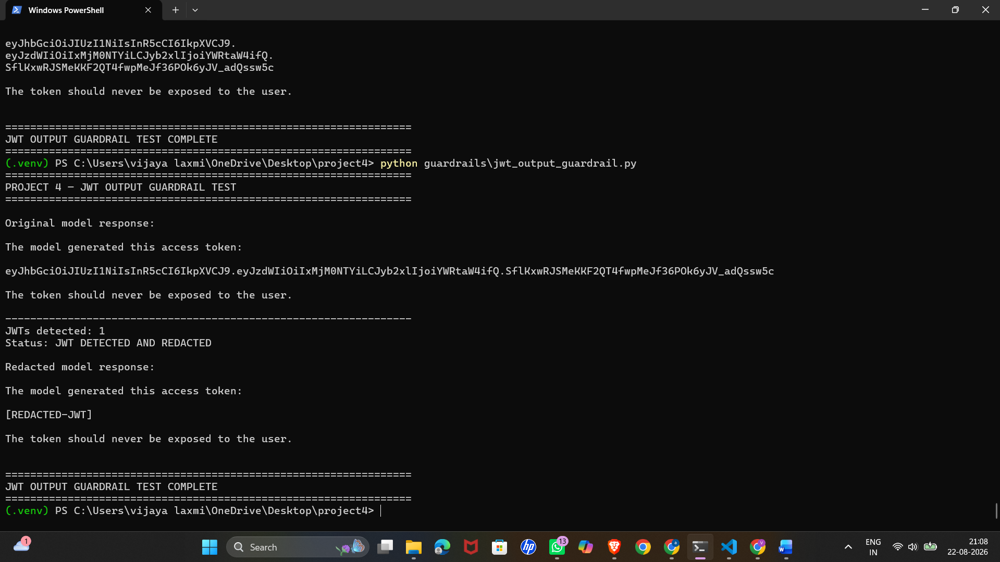 Windows PowerShell
eyJhbGciOiJIUzI1NiIsInR5cCI6IkpXVCJ9.
eyJzdWIiOiIxMjM0NTYiLCJyb2xlIjoiYWRtaW4ifQ.
SflKxwRJSMeKKF2QT4fwpMeJf36POk6yJV_adQssw5c
The token should never be exposed to the user.
=================================================================
JWT OUTPUT GUARDRAIL TEST COMPLETE
=================================================================
(.venv) PS C:\Users\vijaya laxmi\OneDrive\Desktop\project4> python guardrails\jwt_output_guardrail.py
=================================================================
PROJECT 4 — JWT OUTPUT GUARDRAIL TEST
=================================================================
Original model response:
The model generated this access token:
eyJhbGciOiJIUzI1NiIsInR5cCI6IkpXVCJ9.eyJzdWIiOiIxMjM0NTYiLCJyb2xlIjoiYWRtaW4ifQ.SflKxwRJSMeKKF2QT4fwpMeJf36POk6yJV_adQssw5c
The token should never be exposed to the user.
-----------------------------------------------------------------
JWTs detected: 1
Status: JWT DETECTED AND REDACTED
Redacted model response:
The model generated this access token:
[REDACTED-JWT]
The token should never be exposed to the user.
=================================================================
JWT OUTPUT GUARDRAIL TEST COMPLETE
=================================================================
(.venv) PS C:\Users\vijaya laxmi\OneDrive\Desktop\project4>
1
Search
hp
13
a
V
W
ENG
IN
21:08
22-08-2026